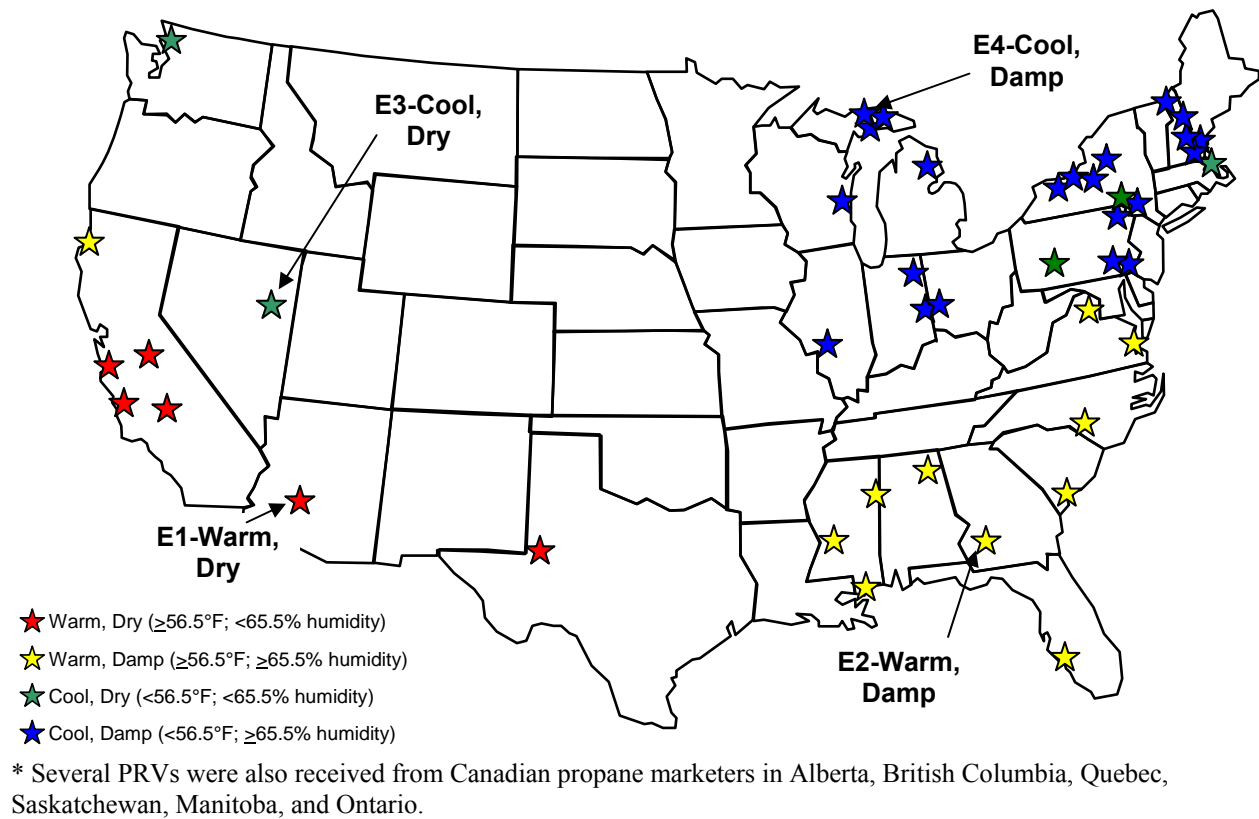 E4-Cool,
Damp
E3-Cool,
Dry
E1-Warm,
Dry
E2-Warm,
Damp
Warm, Dry (≥56.5°F; <65.5% humidity)
Warm, Damp (≥56.5°F; ≥65.5% humidity)
Cool, Dry (<56.5°F; <65.5% humidity)
Cool, Damp (<56.5°F; ≥65.5% humidity)
* Several PRVs were also received from Canadian propane marketers in Alberta, British Columbia, Quebec,
Saskatchewan, Manitoba, and Ontario.